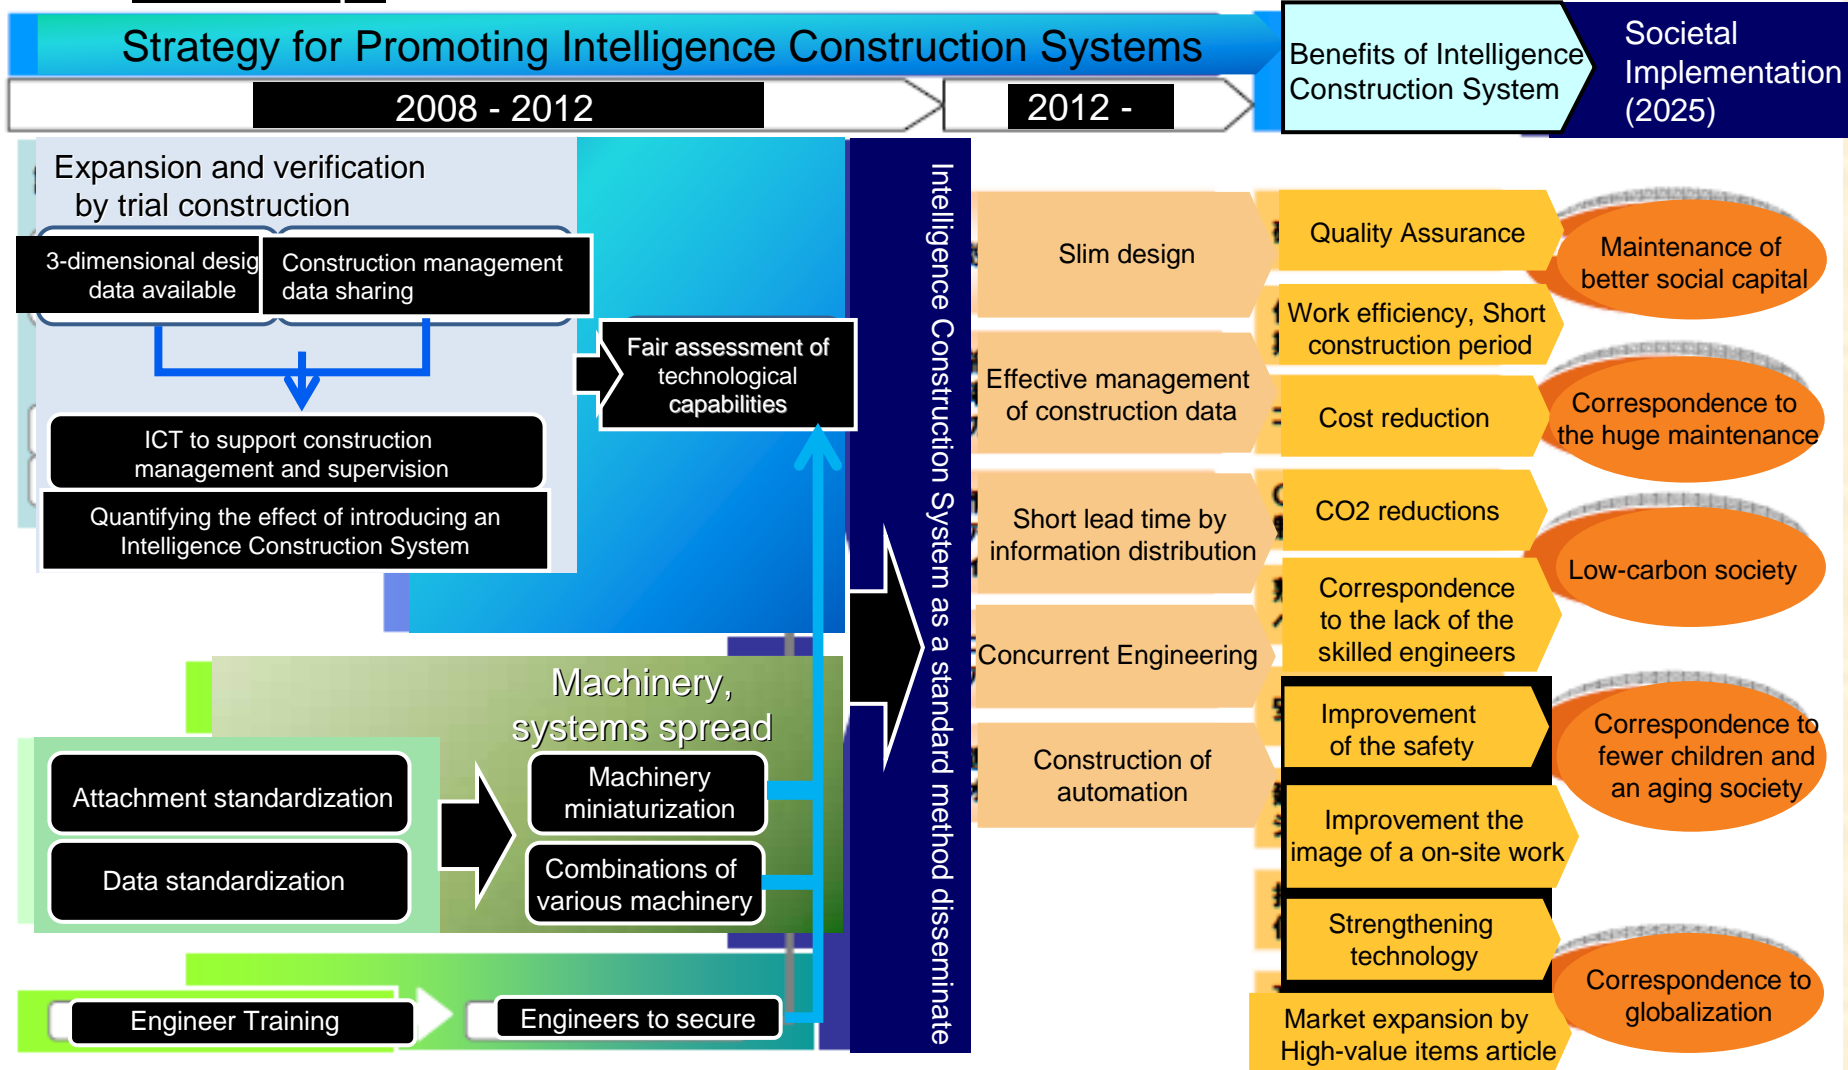 Strategy for Promoting Intelligence Construction Systems
Benefits of Intelligence
Construction System
Societal
Implementation
(2025)
2008 - 2012
2012 -
Expansion and verification
by trial construction
3-dimensional desig
data available
Construction management
data sharing
ICT to support construction
management and supervision
Quantifying the effect of introducing an
Intelligence Construction System
Fair assessment of
technological
capabilities
Machinery,
systems spread
Attachment standardization
Data standardization
Machinery
miniaturization
Combinations of
various machinery
Engineer Training
Engineers to secure
Intelligence Construction System as a standard method disseminate
Slim design
Effective management
of construction data
Short lead time by
information distribution
Concurrent Engineering
Construction of
automation
Quality Assurance
Work efficiency, Short
construction period
Cost reduction
CO2 reductions
Correspondence
to the lack of the
skilled engineers
Improvement
of the safety
Improvement the
image of a on-site work
Strengthening
technology
Market expansion by
High-value items article
Maintenance of
better social capital
Correspondence to
the huge maintenance
Low-carbon society
Correspondence to
fewer children and
an aging society
Correspondence to
globalization